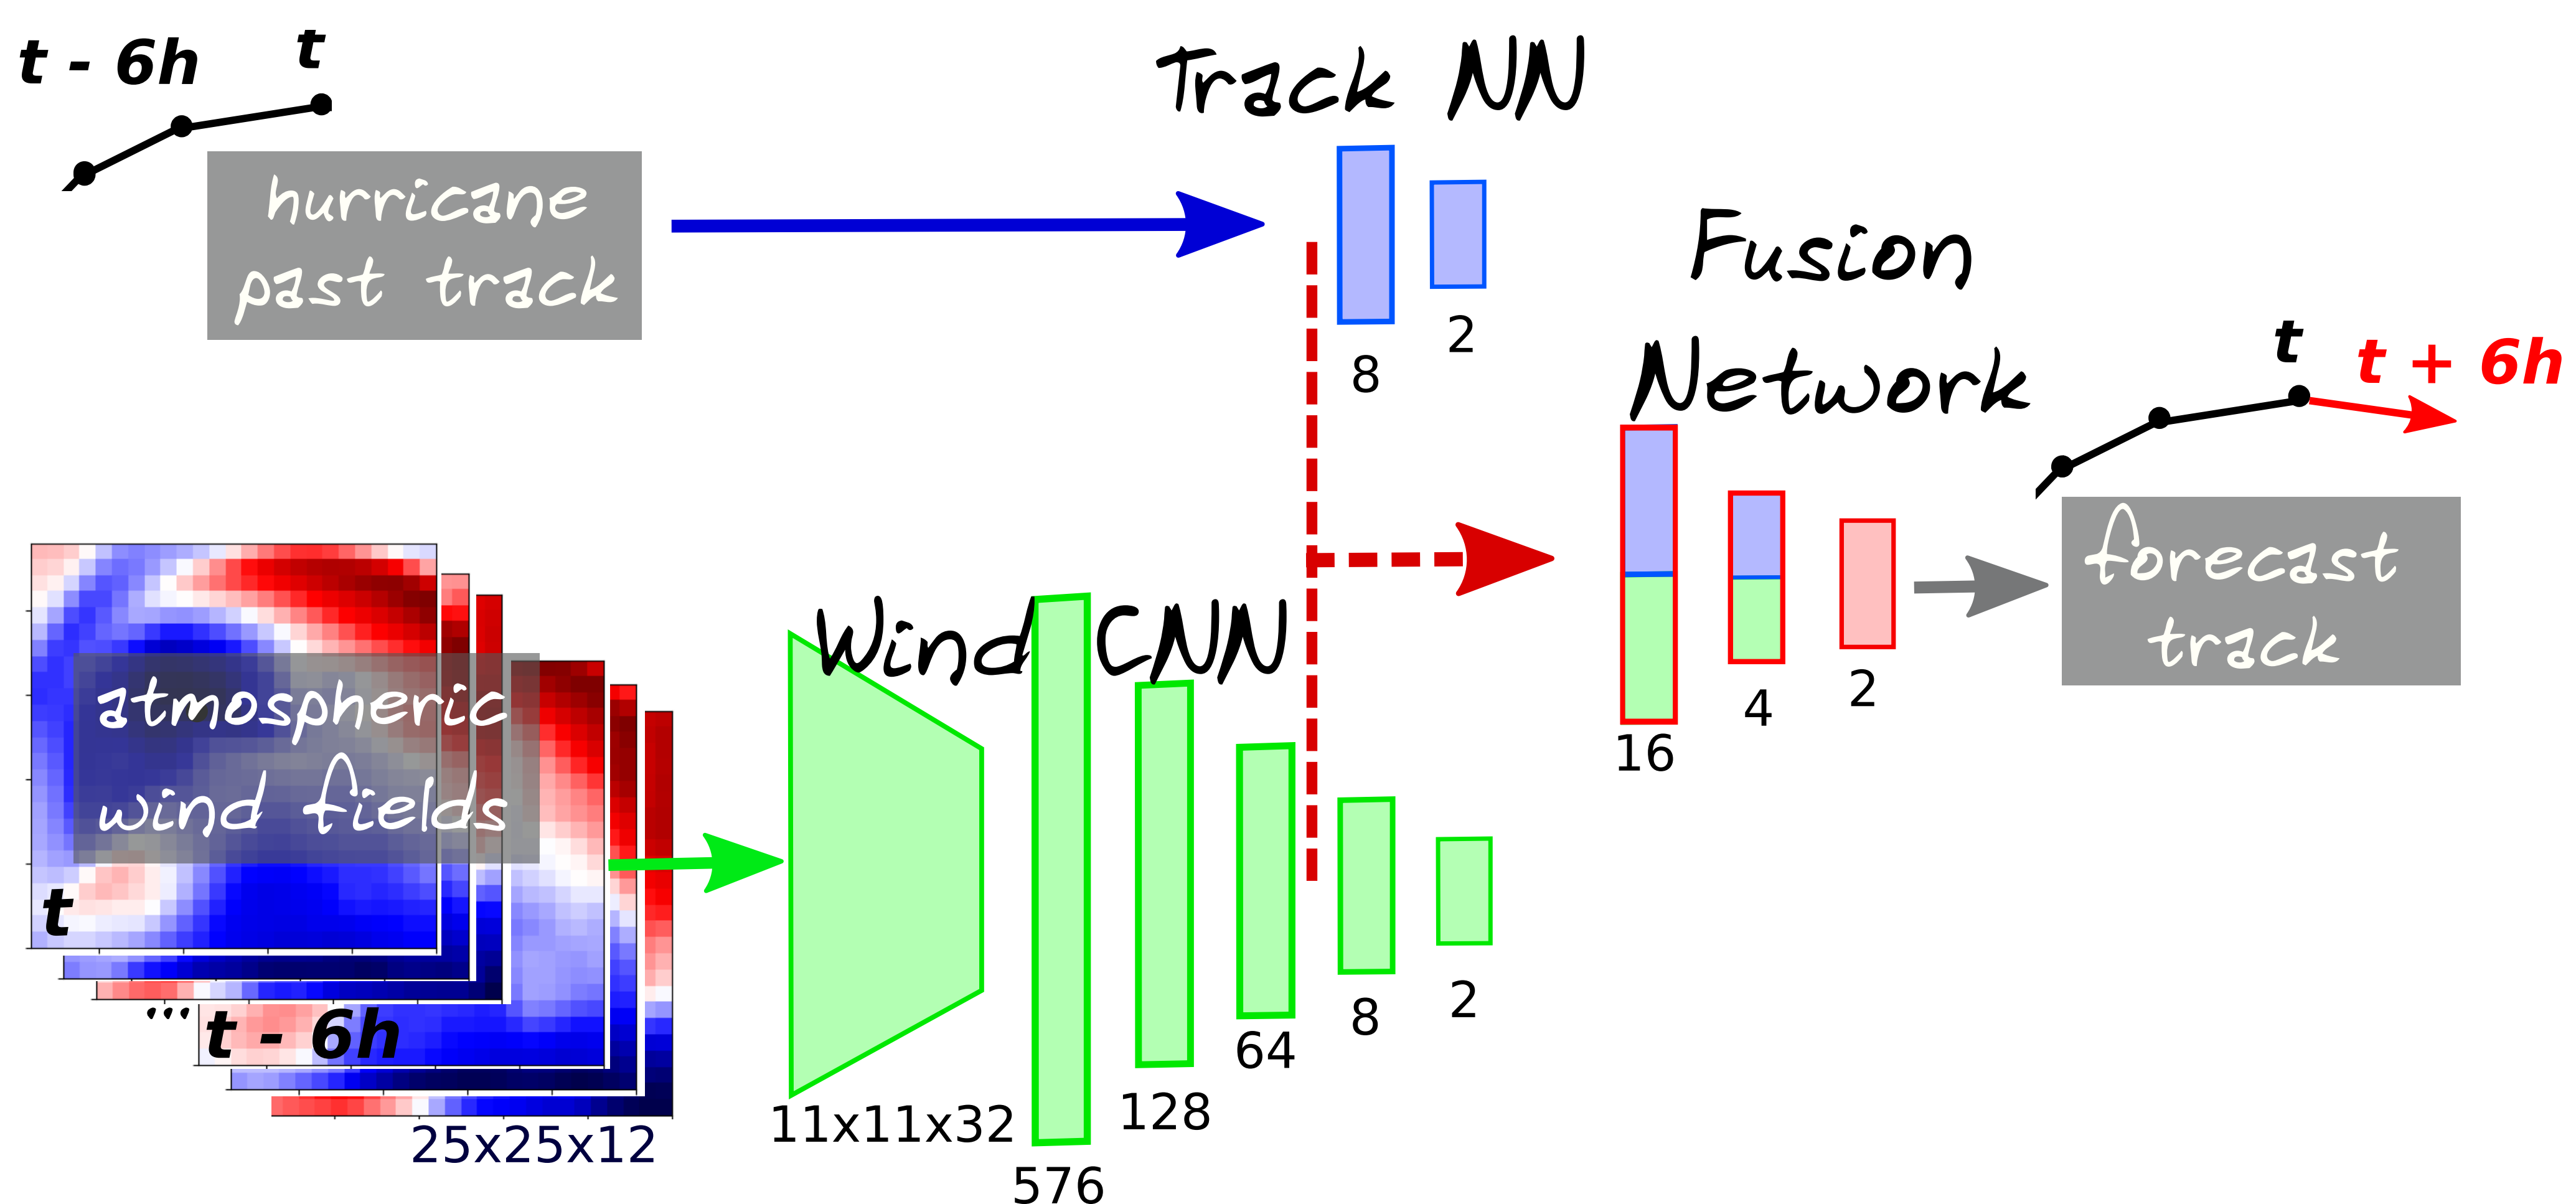 t - 6h
t
hurricane
past track
Track NN
8
2
Fusion
Network
16
4
2
t
t + 6h
forecast
track
atmospheric
wind fields
t
... t - 6h
25x25x12
Wind CNN
11x11x32
576
128
64
8
2